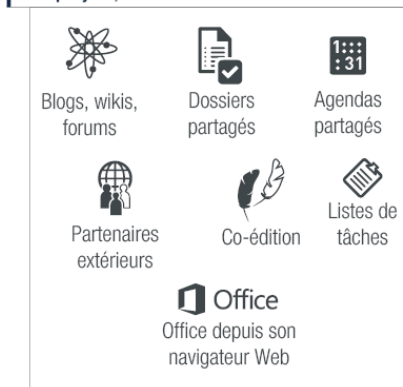 1
31
Blogs, wikis,
forums
Dossiers
partagés
Agendas
partagés
Partenaires
extérieurs
Co-édition
Listes de
tâches
Office
Office depuis son
navigateur Web